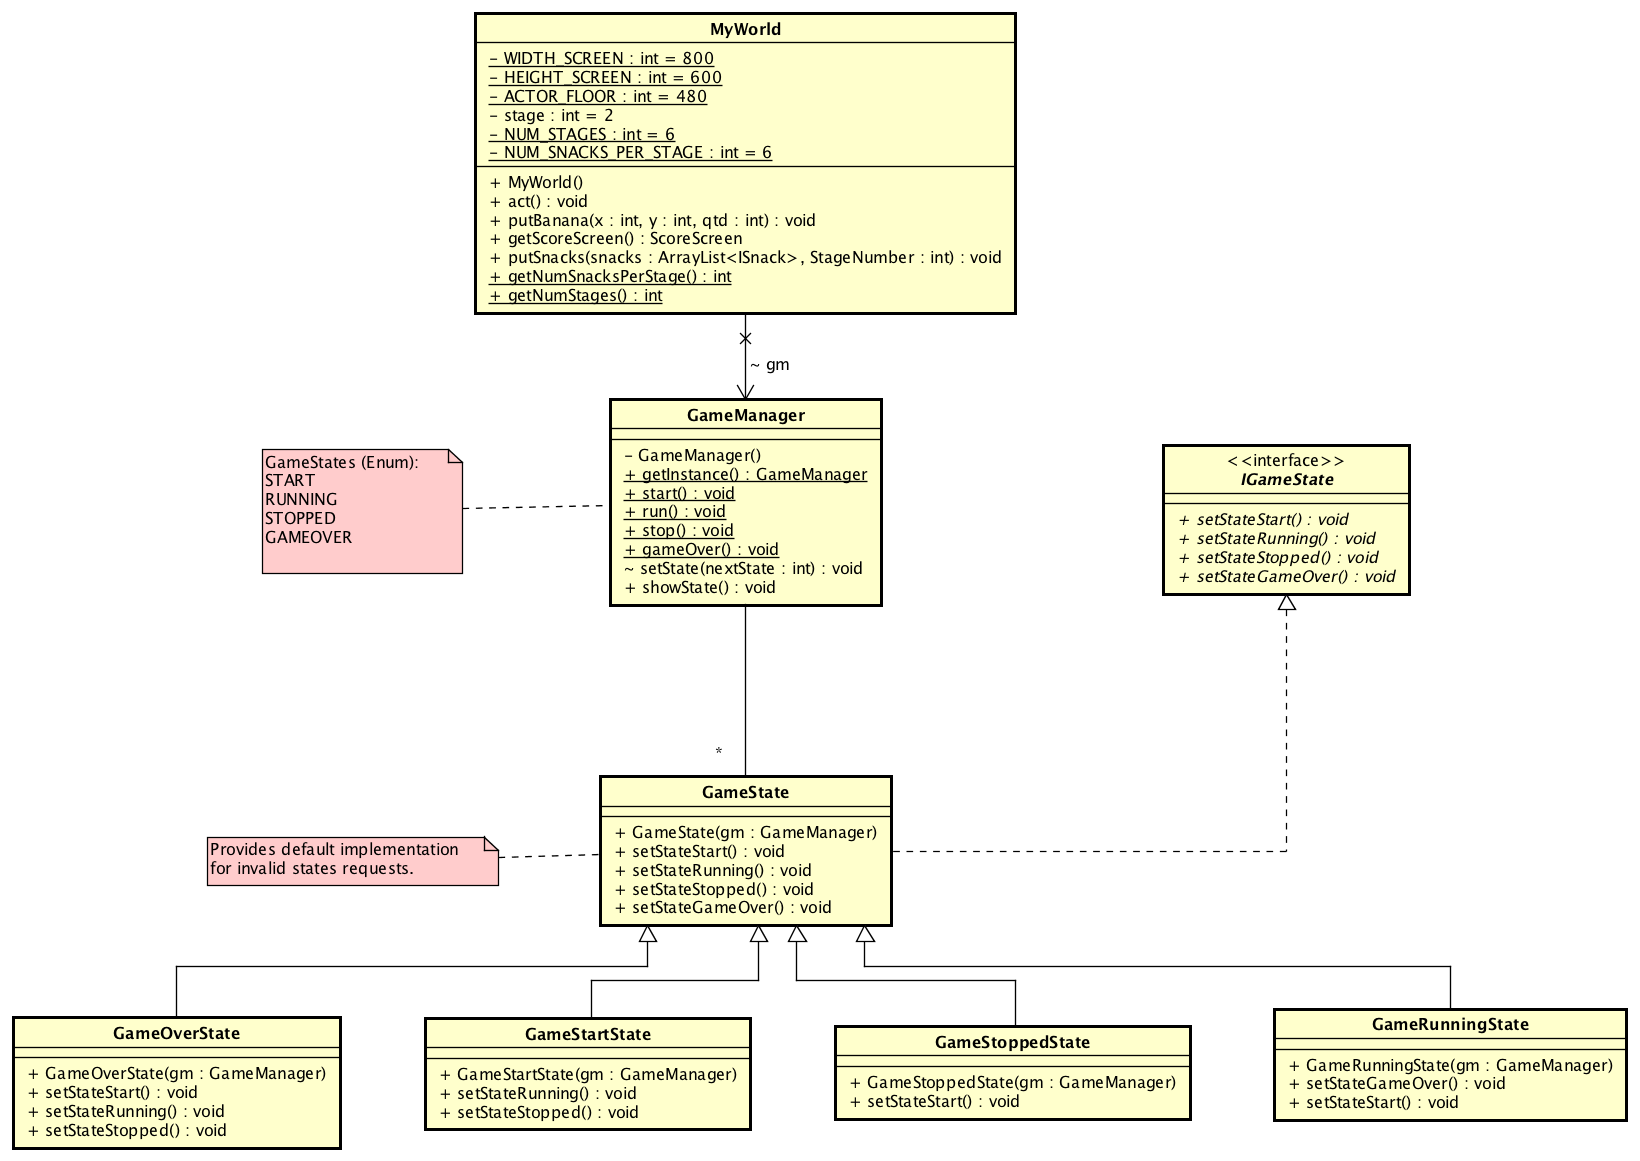 MyWorld
- WIDTH_SCREEN : int = 800
- HEIGHT_SCREEN : int = 600
- ACTOR_FLOOR : int = 480
- stage : int = 2
- NUM_STAGES : int = 6
- NUM_SNACKS_PER_STAGE : int = 6
+ MyWorld()
+ act() : void
+ putBanana(x : int, y : int, qtd : int) : void
+ getScoreScreen() : ScoreScreen
+ putSnacks(snacks : ArrayList<ISnack>, StageNumber : int) : void
+ getNumSnacksPerStage() : int
+ getNumStages() : int
~ gm
GameManager
- GameManager()
+ getInstance() : GameManager
+ start() : void
+ run() : void
+ stop() : void
+ gameOver() : void
~ setState(nextState : int) : void
+ showState() : void
GameStates (Enum):
START
RUNNING
STOPPED
GAMEOVER
<<interface>>
IGameState
+ setStateStart() : void
+ setStateRunning() : void
+ setStateStopped() : void
+ setStateGameOver() : void
*
GameState
+ GameState(gm : GameManager)
+ setStateStart() : void
+ setStateRunning() : void
+ setStateStopped() : void
+ setStateGameOver() : void
Provides default implementation
for invalid states requests.
GameOverState
+ GameOverState(gm : GameManager)
+ setStateStart() : void
+ setStateRunning() : void
+ setStateStopped() : void
GameStartState
+ GameStartState(gm : GameManager)
+ setStateRunning() : void
+ setStateStopped() : void
GameStoppedState
+ GameStoppedState(gm : GameManager)
+ setStateStart() : void
GameRunningState
+ GameRunningState(gm : GameManager)
+ setStateGameOver() : void
+ setStateStart() : void